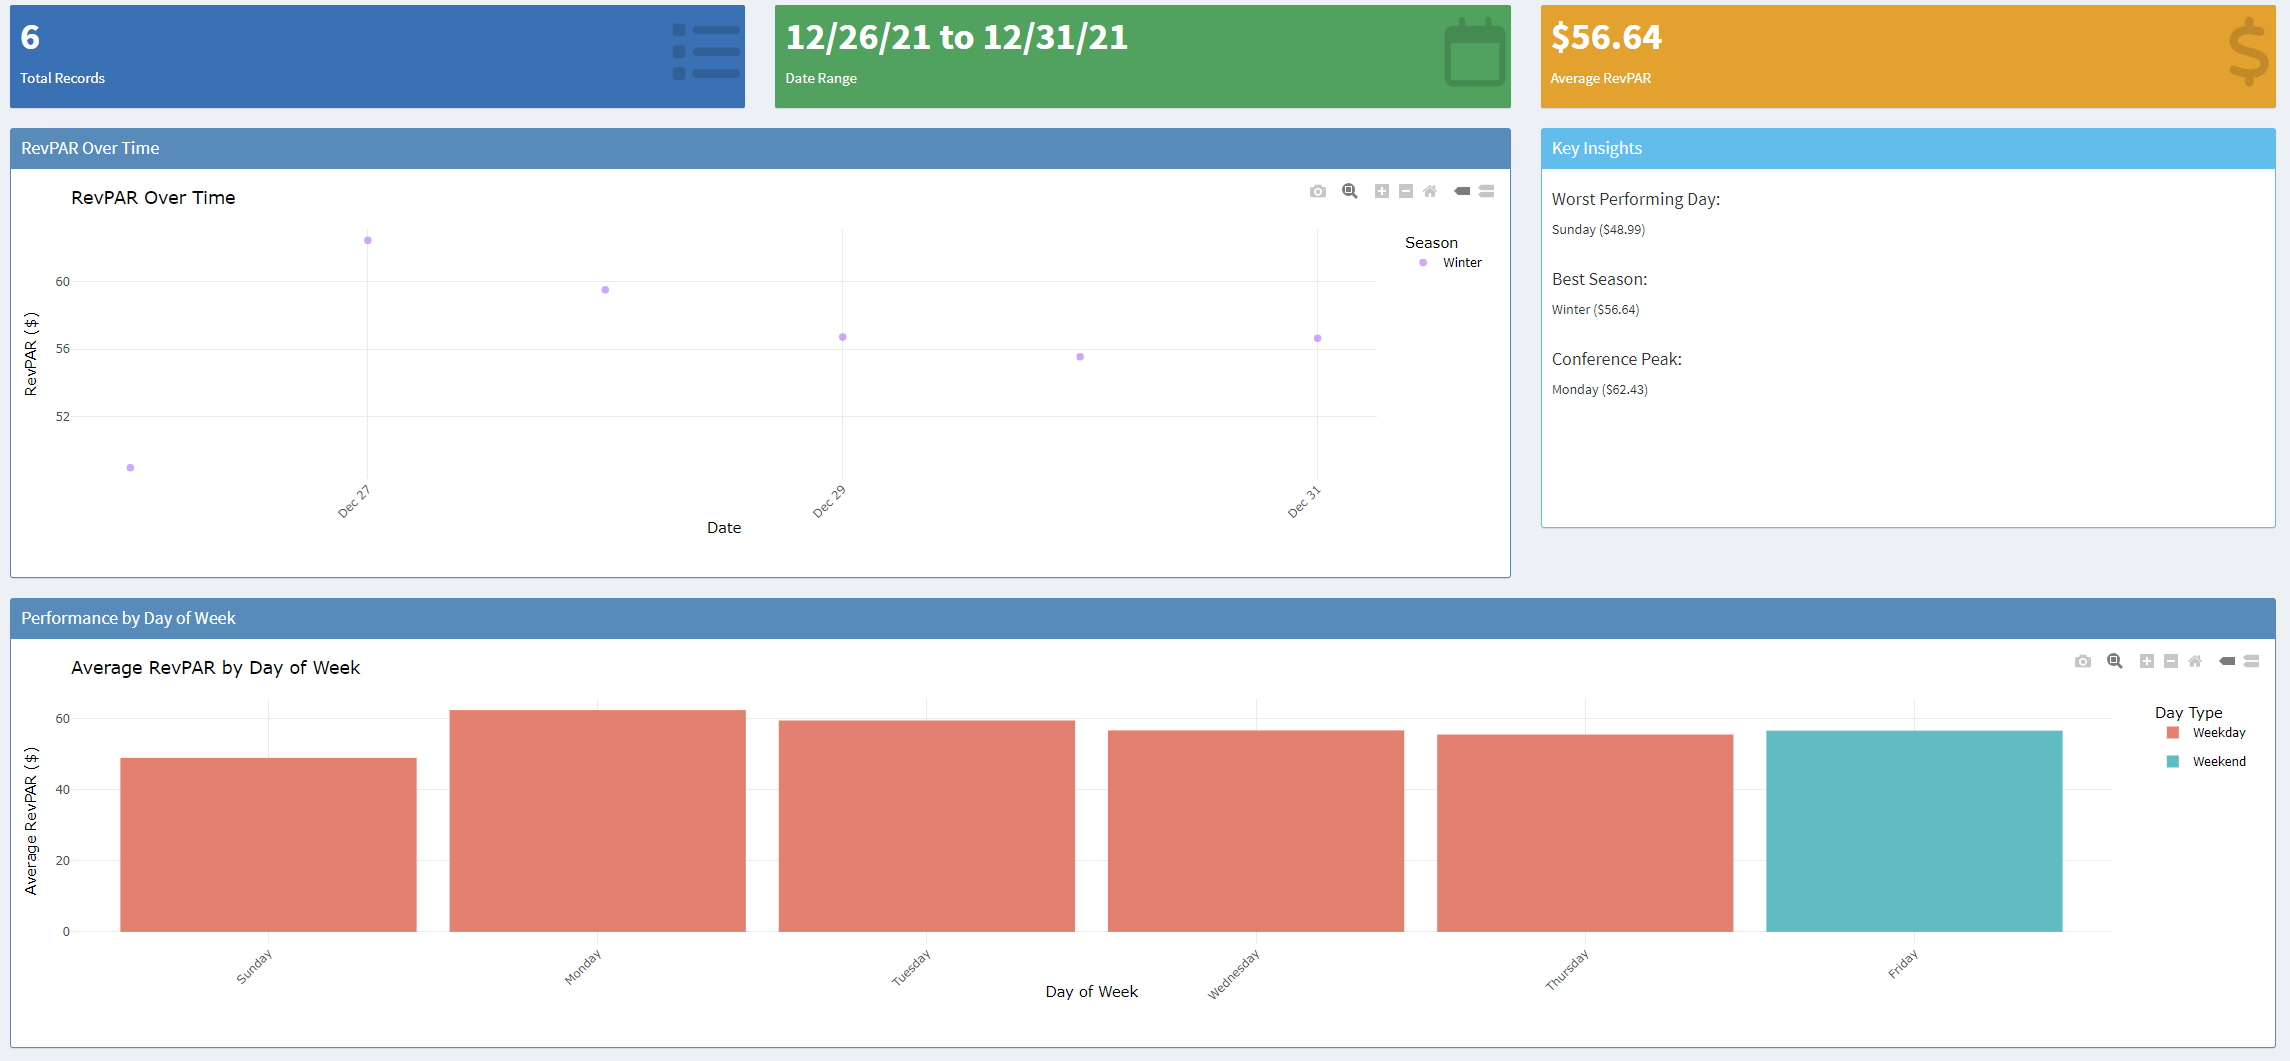 6
Total Records
12/26/21 to 12/31/21
Date Range
$56.64
Average RevPAR
RevPAR Over Time
RevPAR Over Time
60
56
52
RevPAR ($)
Dec 27
Dec 29
Dec 31
Date
Season
Winter
Key Insights
Worst Performing Day:
Sunday ($48.99)
Best Season:
Winter ($56.64)
Conference Peak:
Monday ($62.43)
Performance by Day of Week
Average RevPAR by Day of Week
60
40
20
0
Average RevPAR ($)
Sunday
Monday
Tuesday
Wednesday
Thursday
Friday
Day of Week
Day Type
Weekday
Weekend